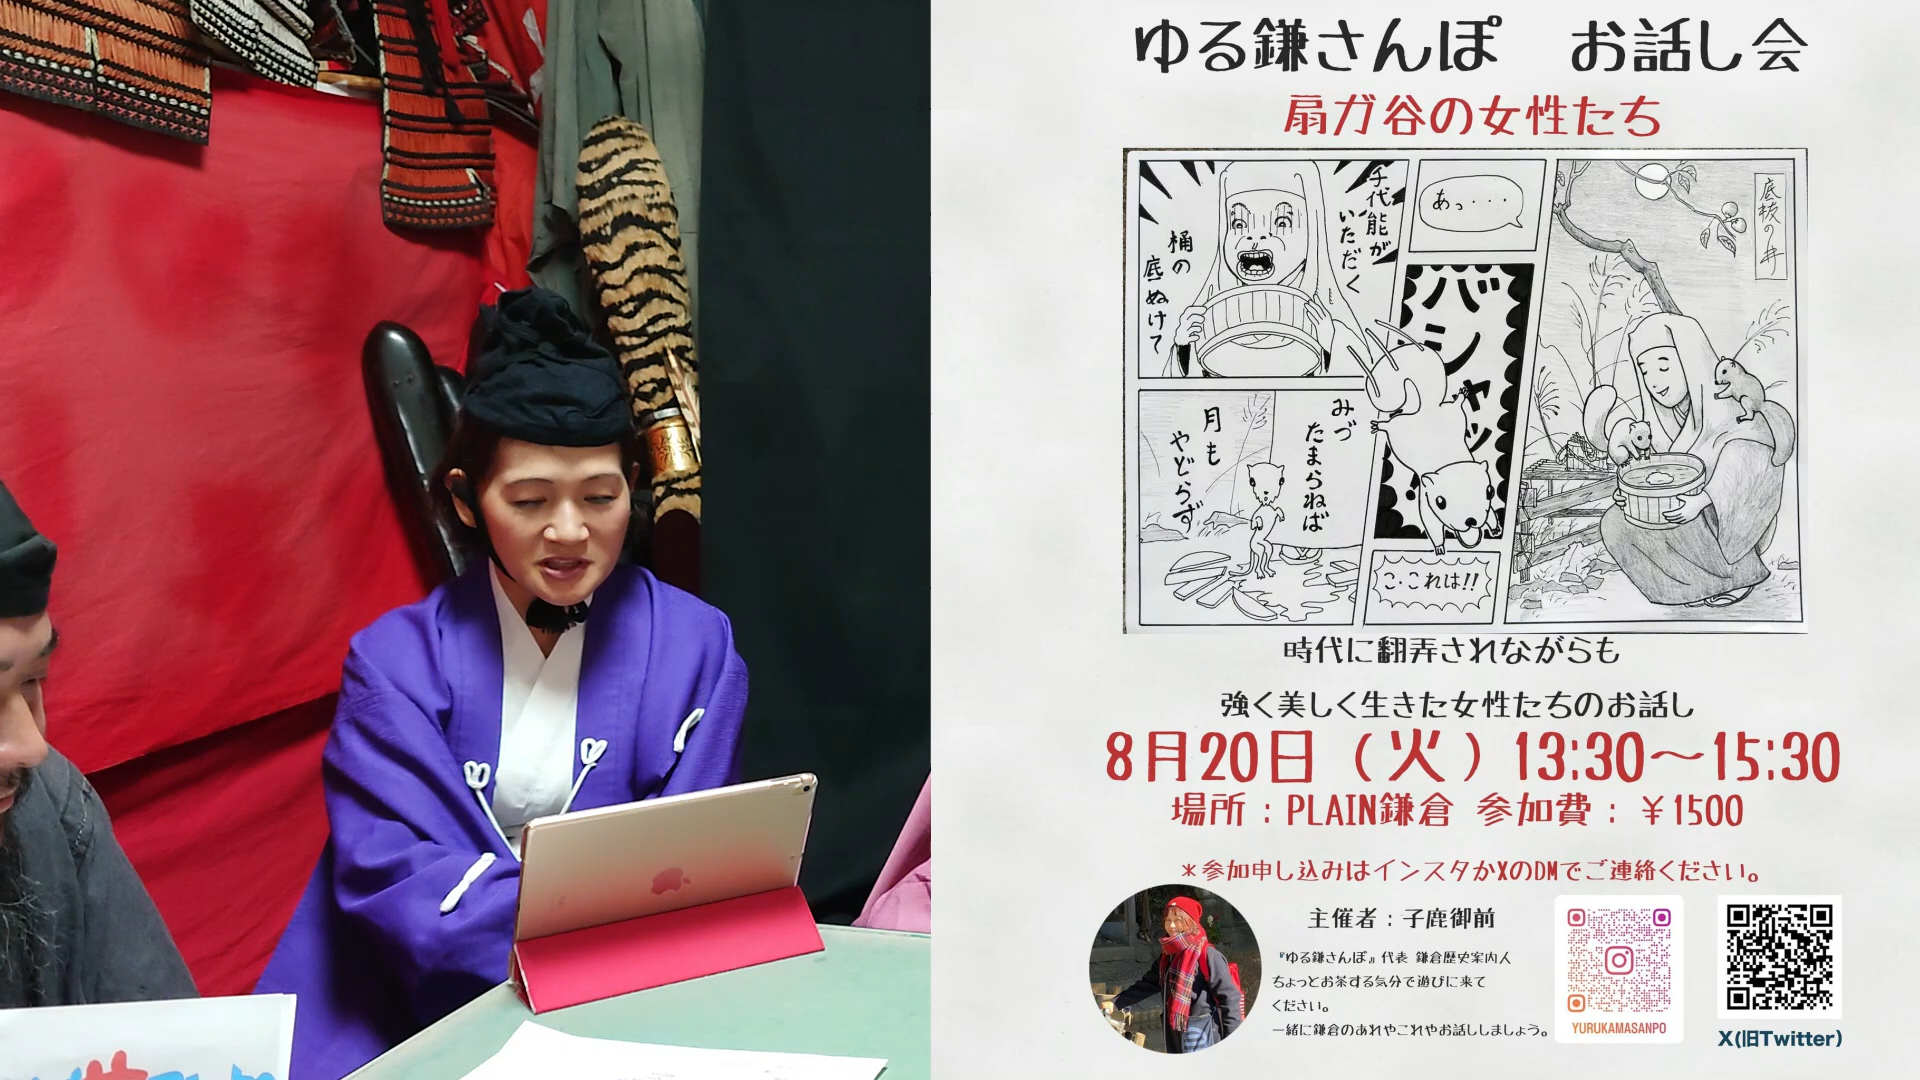 ゆる鎌さんぽ　お話し会
扇ガ谷の女性たち
底抜の井
あっ・・・
千代能が
いただく
桶の
底ぬけて
バシャッ
みづ
たまらねば
月も
やどらず
こ・これは!!
時代に翻弄されながらも
強く美しく生きた女性たちのお話し
8月20日（火）13:30～15:30
場所：PLAIN鎌倉 参加費：￥1500
＊参加申し込みはインスタかXのDMでご連絡ください。
主催者：子鹿御前
『ゆる鎌さんぽ』代表 鎌倉歴史案内人
ちょっとお茶する気分で遊びに来て
ください。
一緒に鎌倉のあれやこれやお話ししましょう。
YURUKAMASANPO
X(旧Twitter)